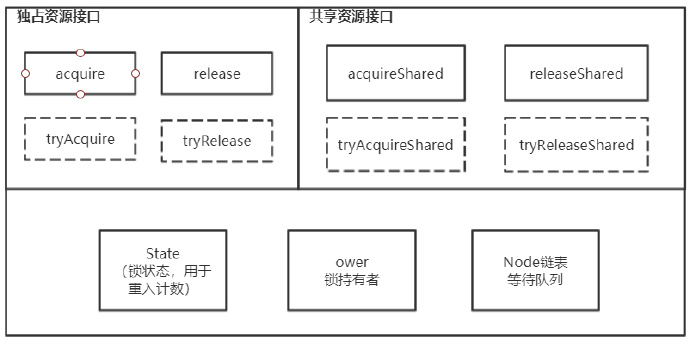 独占资源接口
共享资源接口
acquire
release
acquireShared
releaseShared
tryAcquire
tryRelease
tryAcquireShared
tryReleaseShared
State
（锁状态，用于
重入计数）
ower
锁持有者
Node链表
等待队列